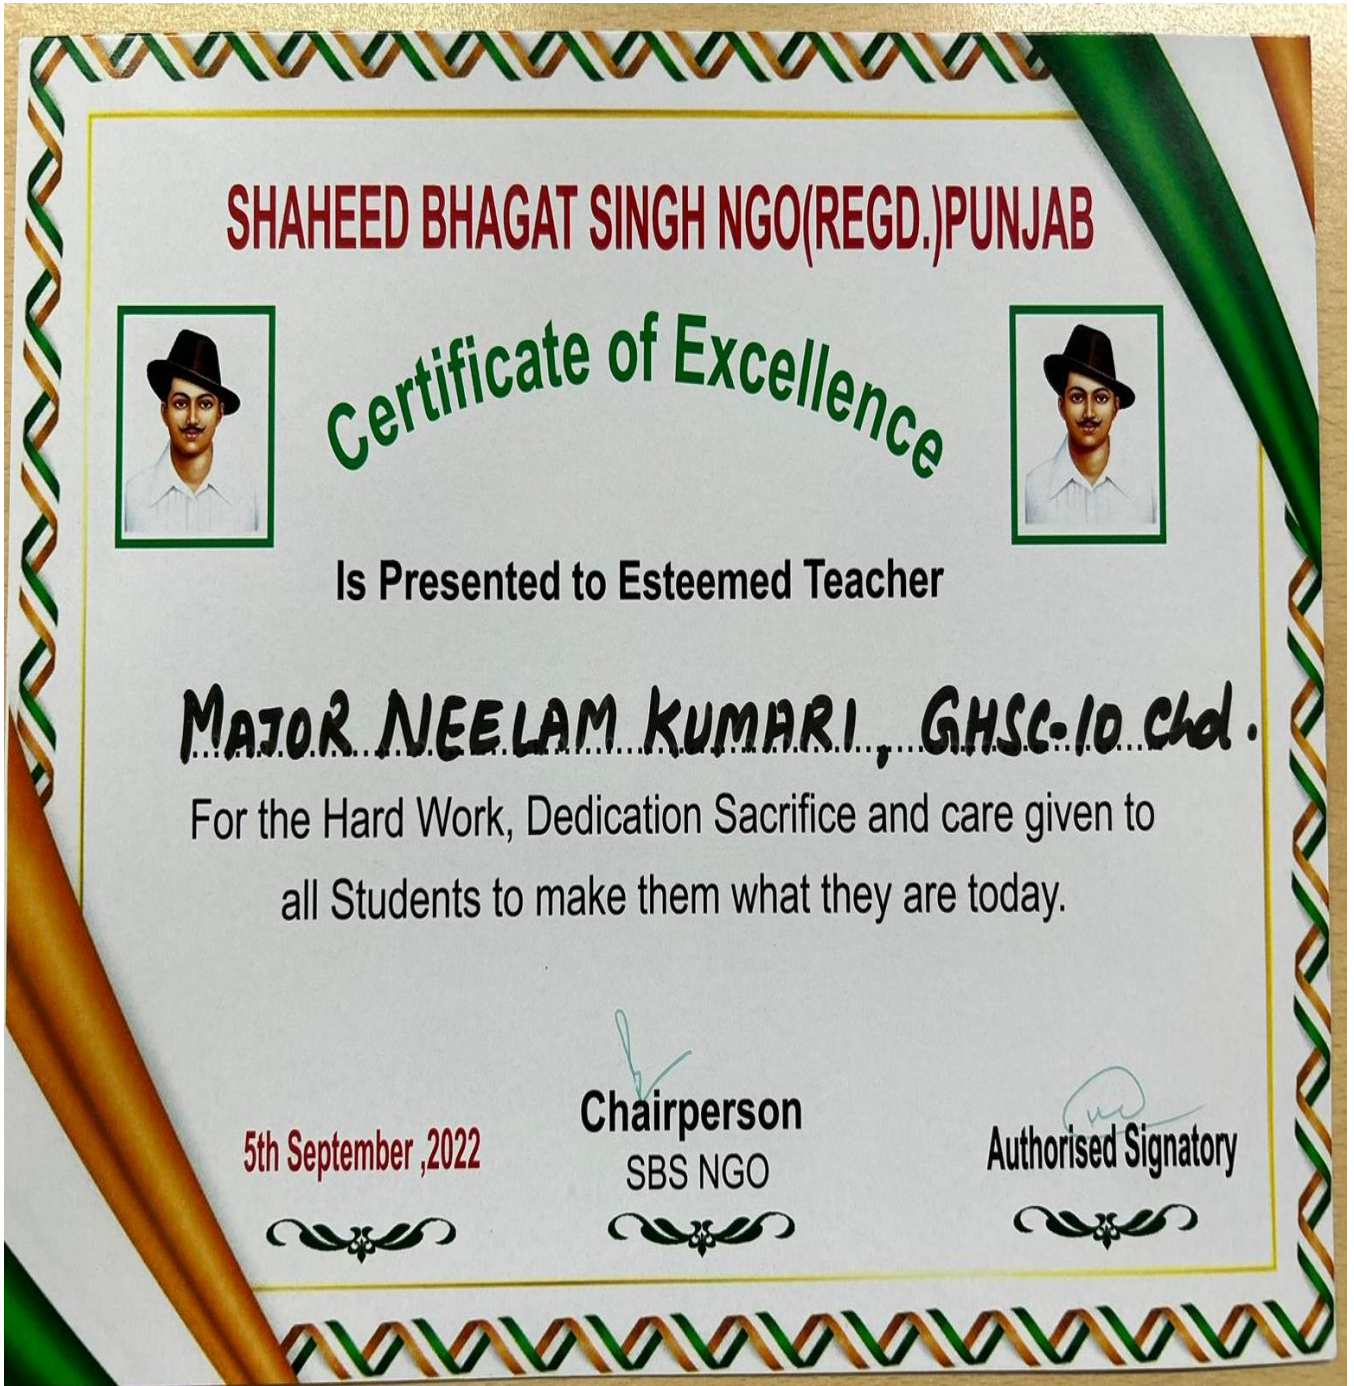 SHAHEED BHAGAT SINGH NGO(REGD.)PUNJAB
Certificate of Excellence
Is Presented to Esteemed Teacher
MAJOR NEELAM KUMARI, GHSC-10 Chd.
For the Hard Work, Dedication Sacrifice and care given to
all Students to make them what they are today.
5th September ,2022
Chairperson
SBS NGO
Authorised Signatory